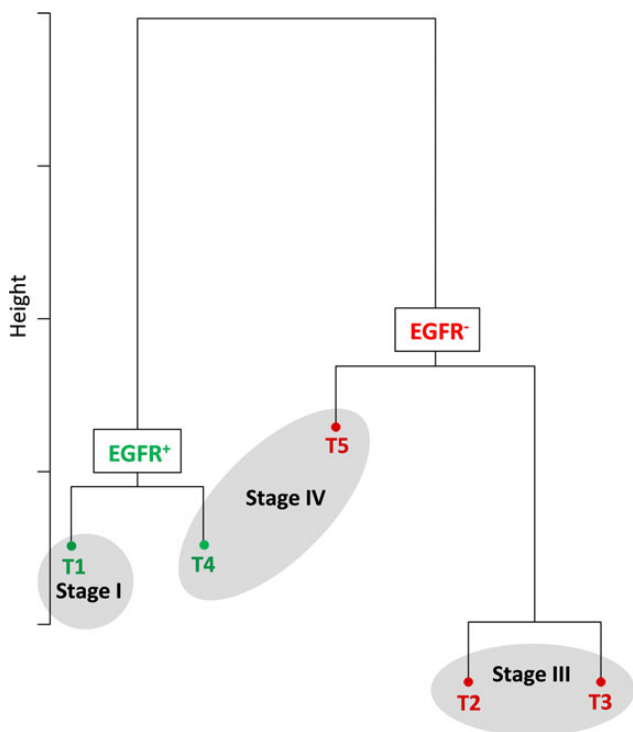 Height
EGFR⁻
EGFR⁺
T5
Stage IV
T1
T4
Stage I
Stage III
T2
T3